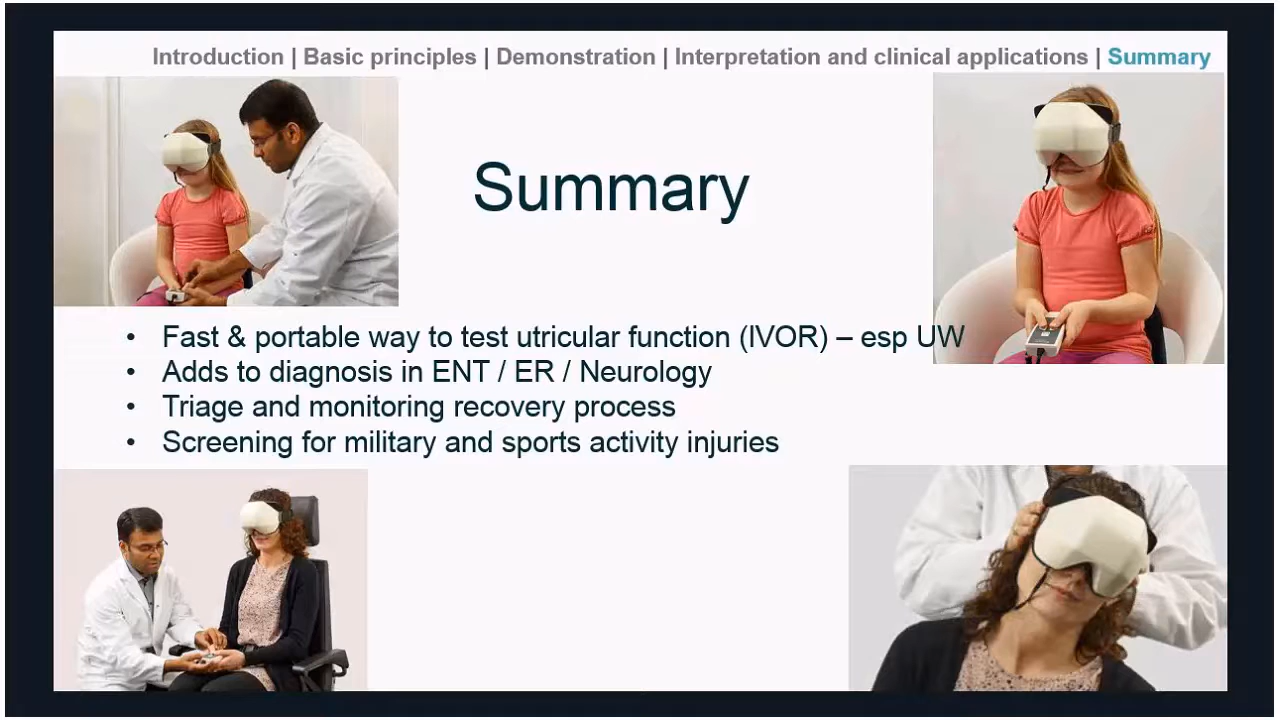 Introduction | Basic principles | Demonstration | Interpretation and clinical applications | Summary
Summary
• Fast & portable way to test utricular function (IVOR) – esp UW
• Adds to diagnosis in ENT / ER / Neurology
• Triage and monitoring recovery process
• Screening for military and sports activity injuries